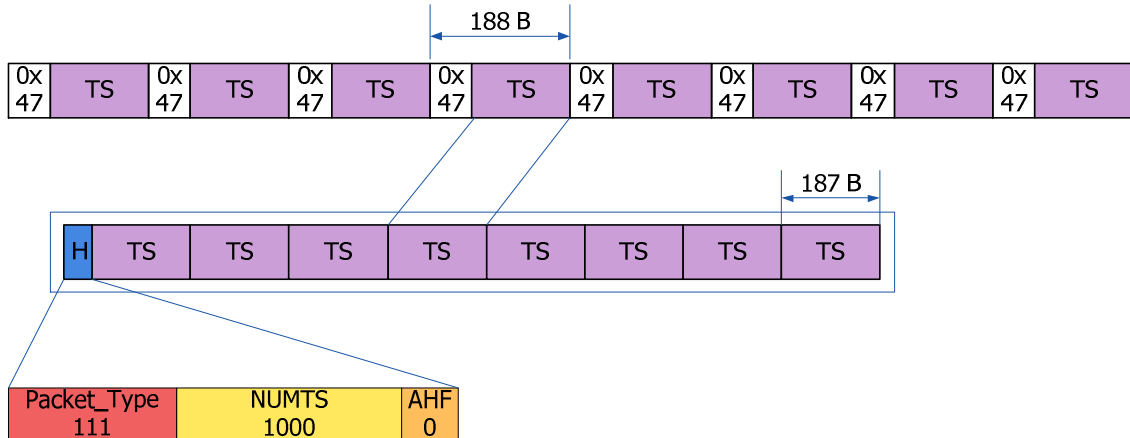 188 B
0x
47
TS
0x
47
TS
0x
47
TS
0x
47
TS
0x
47
TS
0x
47
TS
0x
47
TS
0x
47
TS
187 B
H
TS
TS
TS
TS
TS
TS
TS
TS
Packet_Type
111
NUMTS
1000
AHF
0